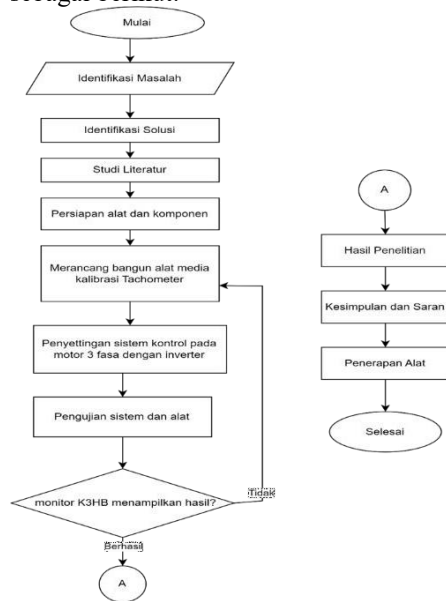 sebagai berikut:
Mulai
Identifikasi Masalah
Identifikasi Solusi
Studi Literatur
Persiapan alat dan komponen
Merancang bangun alat media
kalibrasi Tachometer
Penyettingan sistem kontrol pada
motor 3 fasa dengan inverter
Pengujian sistem dan alat
monitor K3HB menampilkan hasil?
Tidak
Berhasil
A
A
Hasil Penelitian
Kesimpulan dan Saran
Penerapan Alat
Selesai